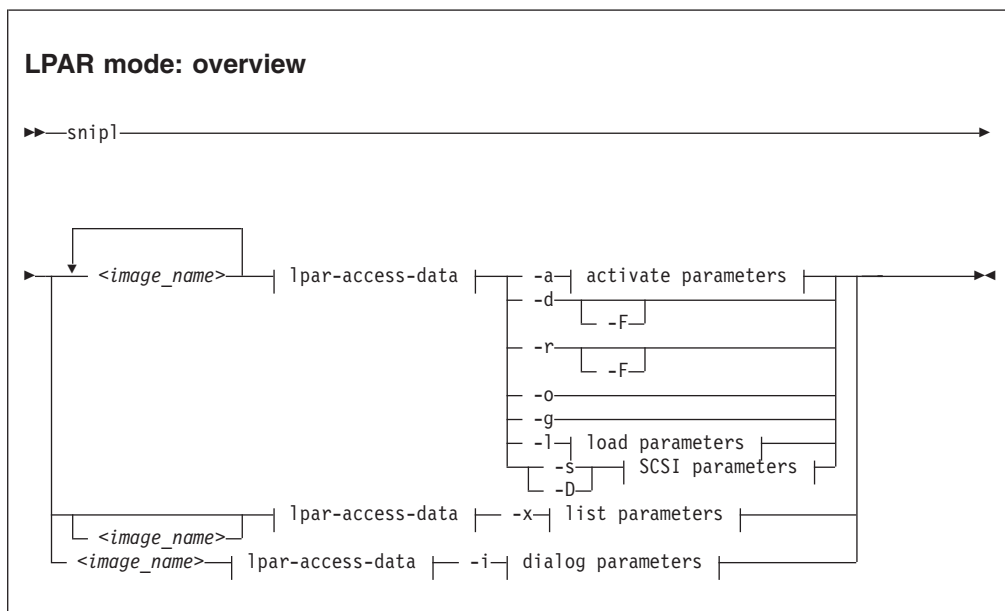 LPAR mode: overview
snipl
<image_name> lpar-access-data -a activate parameters
-d
-F
-r
-F
-o
-g
-l load parameters
-s SCSI parameters
-D
lpar-access-data -x list parameters
<image_name>
<image_name> lpar-access-data -i dialog parameters